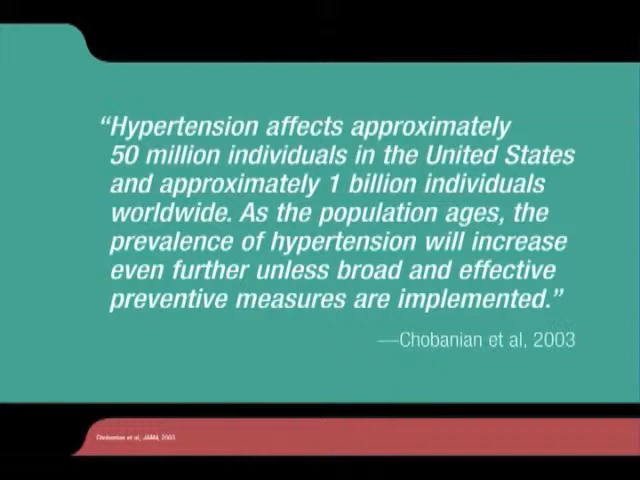 “Hypertension affects approximately
50 million individuals in the United States
and approximately 1 billion individuals
worldwide. As the population ages, the
prevalence of hypertension will increase
even further unless broad and effective
preventive measures are implemented.”
—Chobanian et al, 2003
Chobanian et al, JAMA, 2003